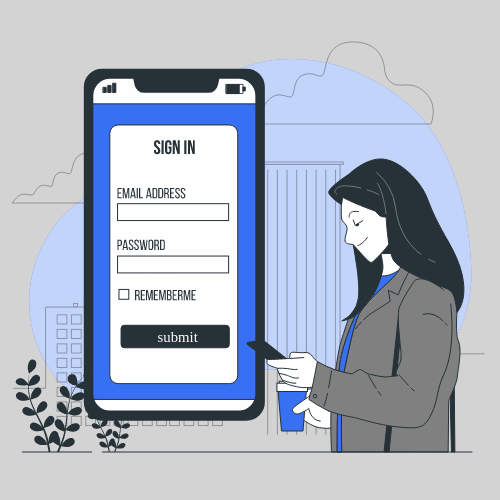 SIGN IN
EMAIL ADDRESS
PASSWORD
REMEMBERME
submit